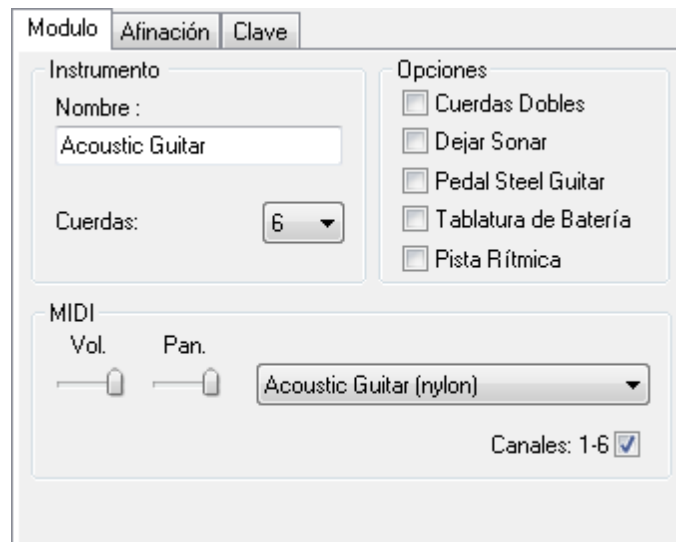 Modulo Afinación Clave
Instrumento
Nombre :
Acoustic Guitar
Cuerdas: 6
Opciones
Cuerdas Dobles
Dejar Sonar
Pedal Steel Guitar
Tablatura de Batería
Pista Rítmica
MIDI
Vol. Pan.
Acoustic Guitar (nylon)
Canales: 1-6